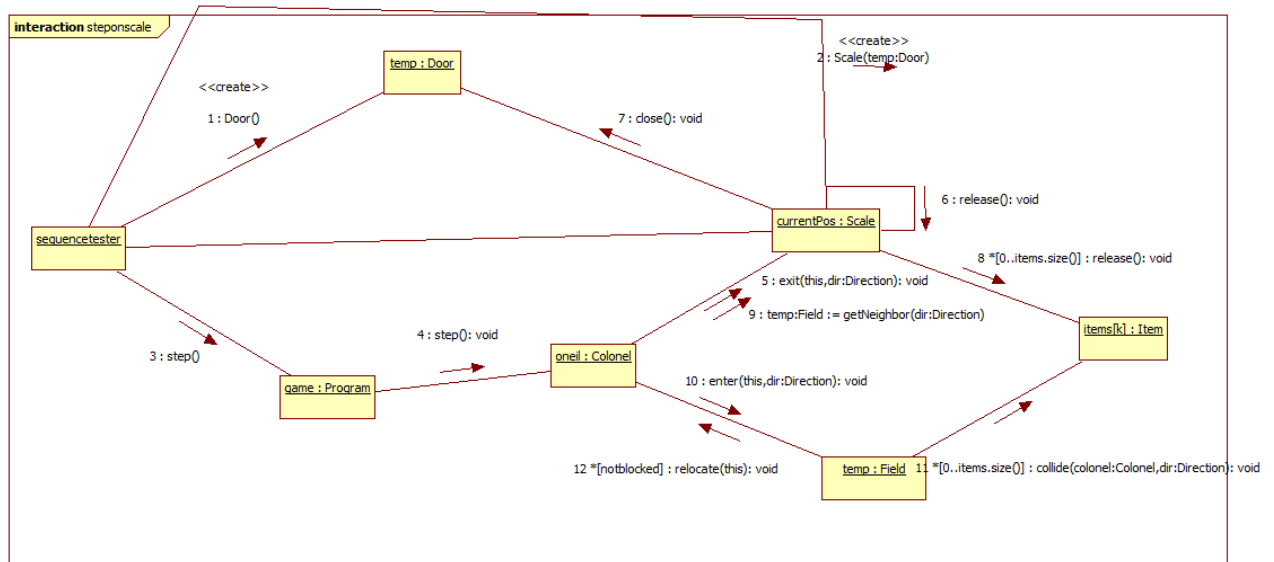 interaction steponscale
<<create>>
2 : Scale(temp:Door)
temp : Door
<<create>>
1 : Door()
7 : close(): void
6 : release(): void
currentPos : Scale
sequencetester
8 *[0..items.size()] : release(): void
5 : exit(this,dir:Direction): void
9 : temp:Field := getNeighbor(dir:Direction)
items[k] : Item
4 : step(): void
3 : step()
oneil : Colonel
game : Program
10 : enter(this,dir:Direction): void
12 *[notblocked] : relocate(this): void
temp : Field
11 *[0..items.size()] : collide(colonel:Colonel,dir:Direction): void